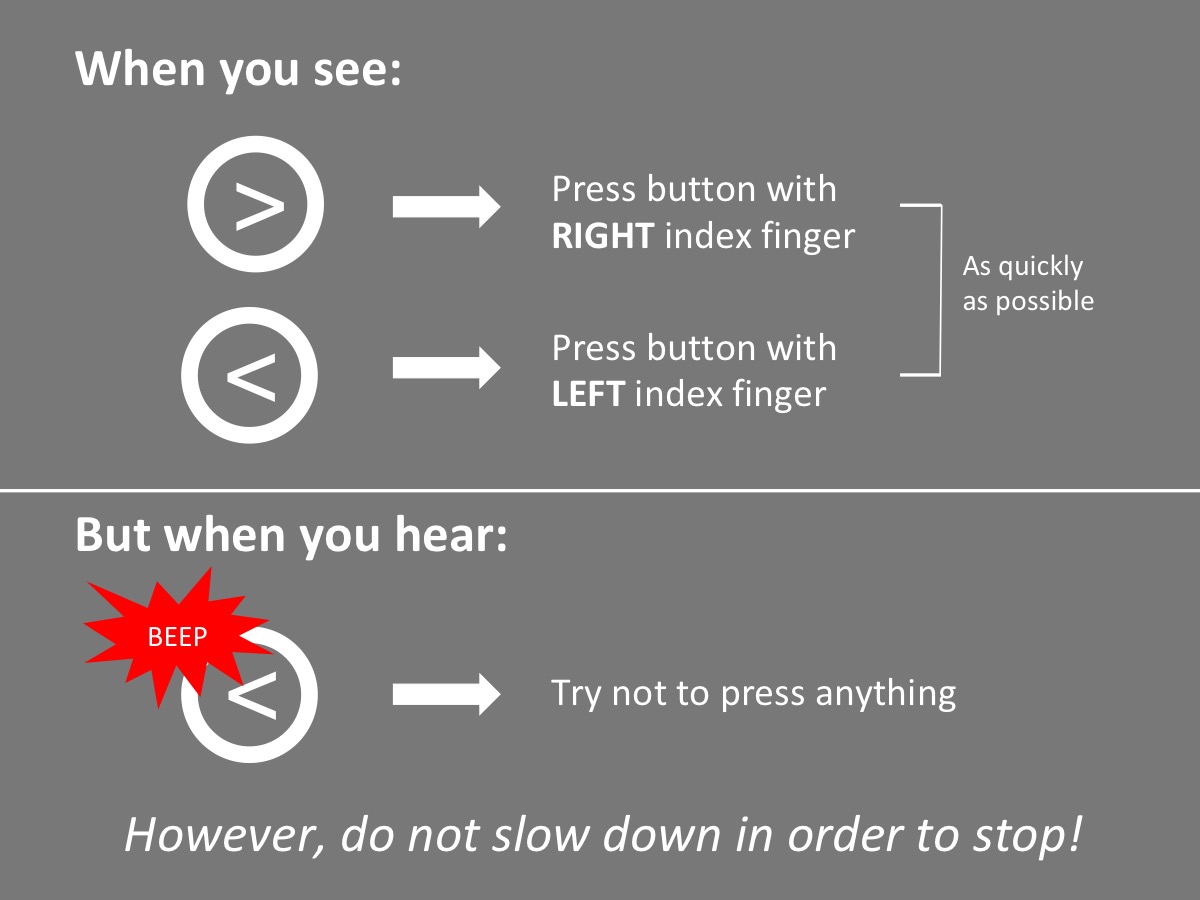 When you see:
>
Press button with
RIGHT index finger
<
Press button with
LEFT index finger
As quickly
as possible
But when you hear:
BEEP
<
Try not to press anything
However, do not slow down in order to stop!